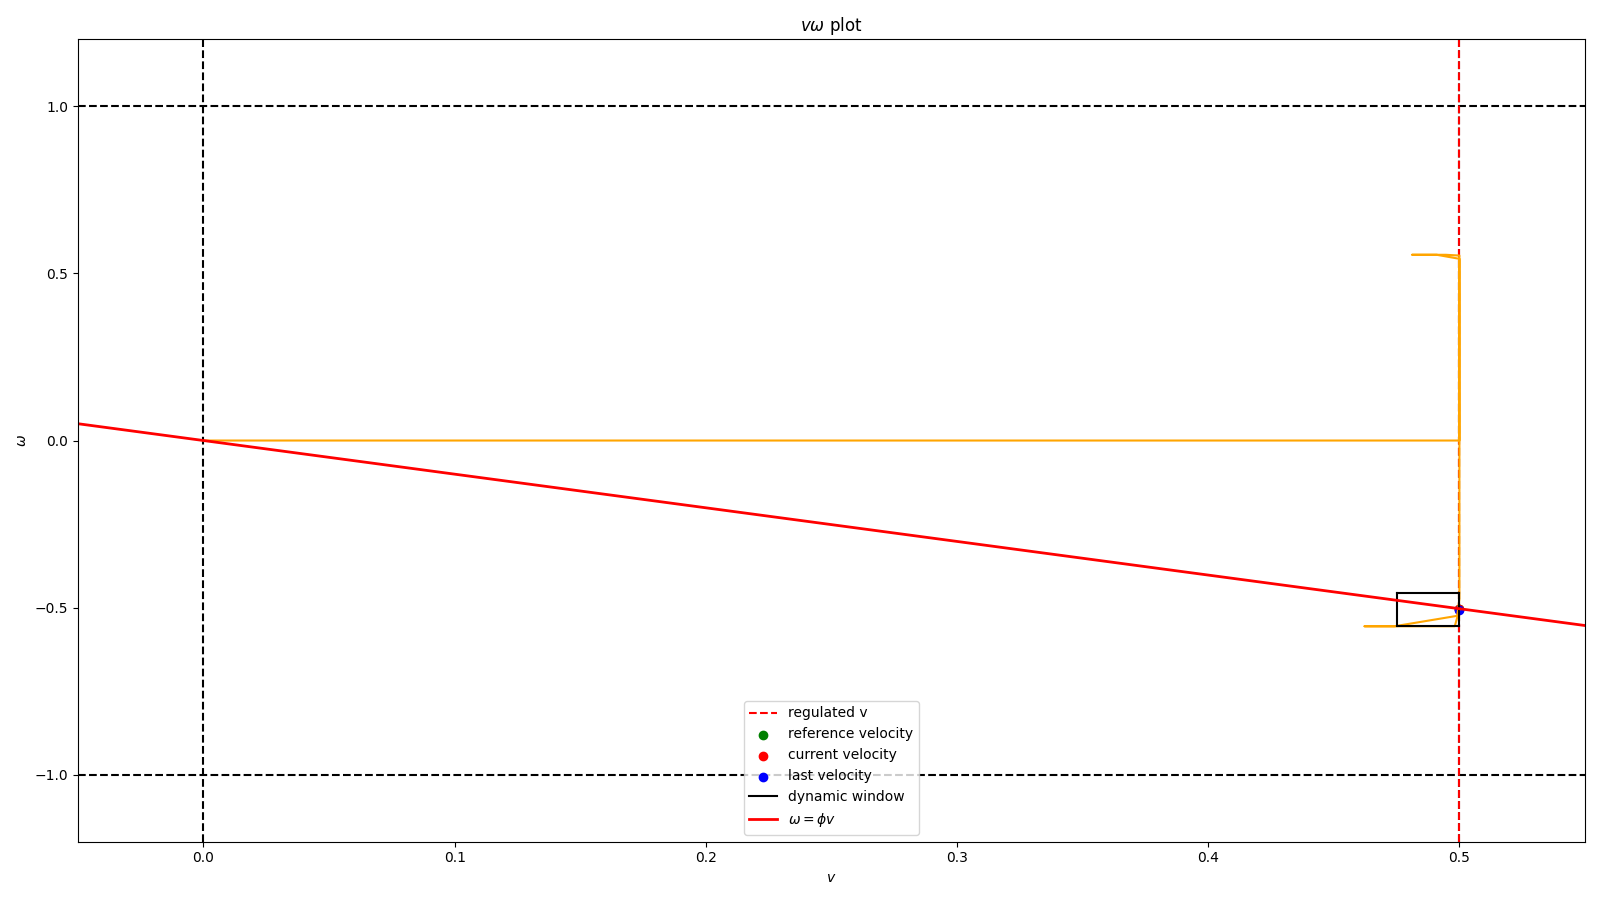 vω plot
1.0
0.5
0.0
−0.5
−1.0
ω
0.0 0.1 0.2 0.3 0.4 0.5
v
regulated v
reference velocity
current velocity
last velocity
dynamic window
ω = ϕv